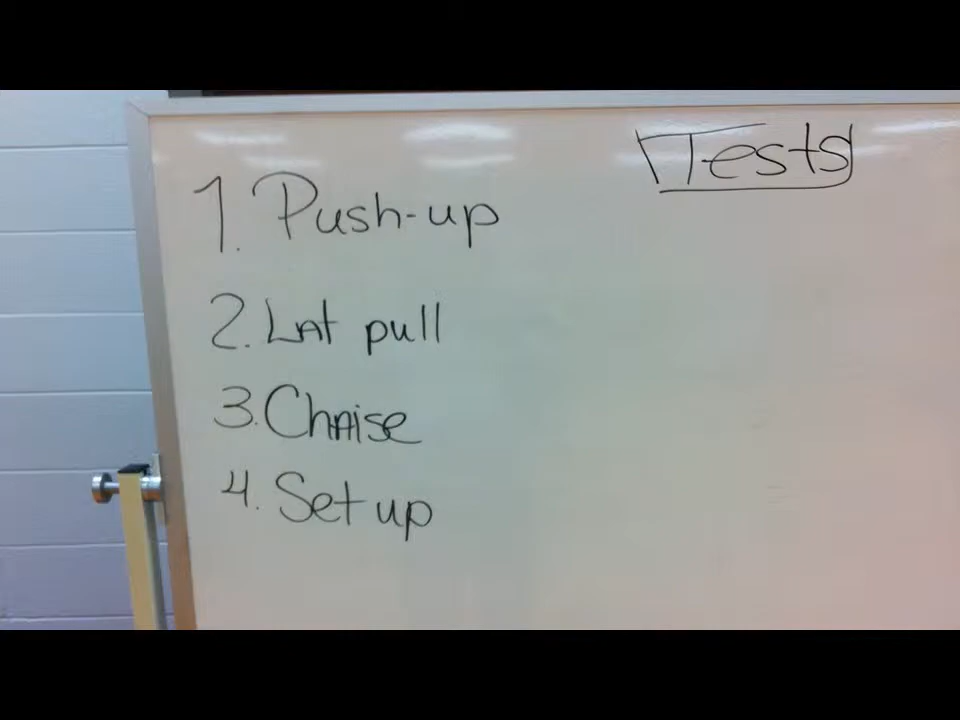 Tests
1. Push-up
2. Lat pull
3. Chaise
4. Set up